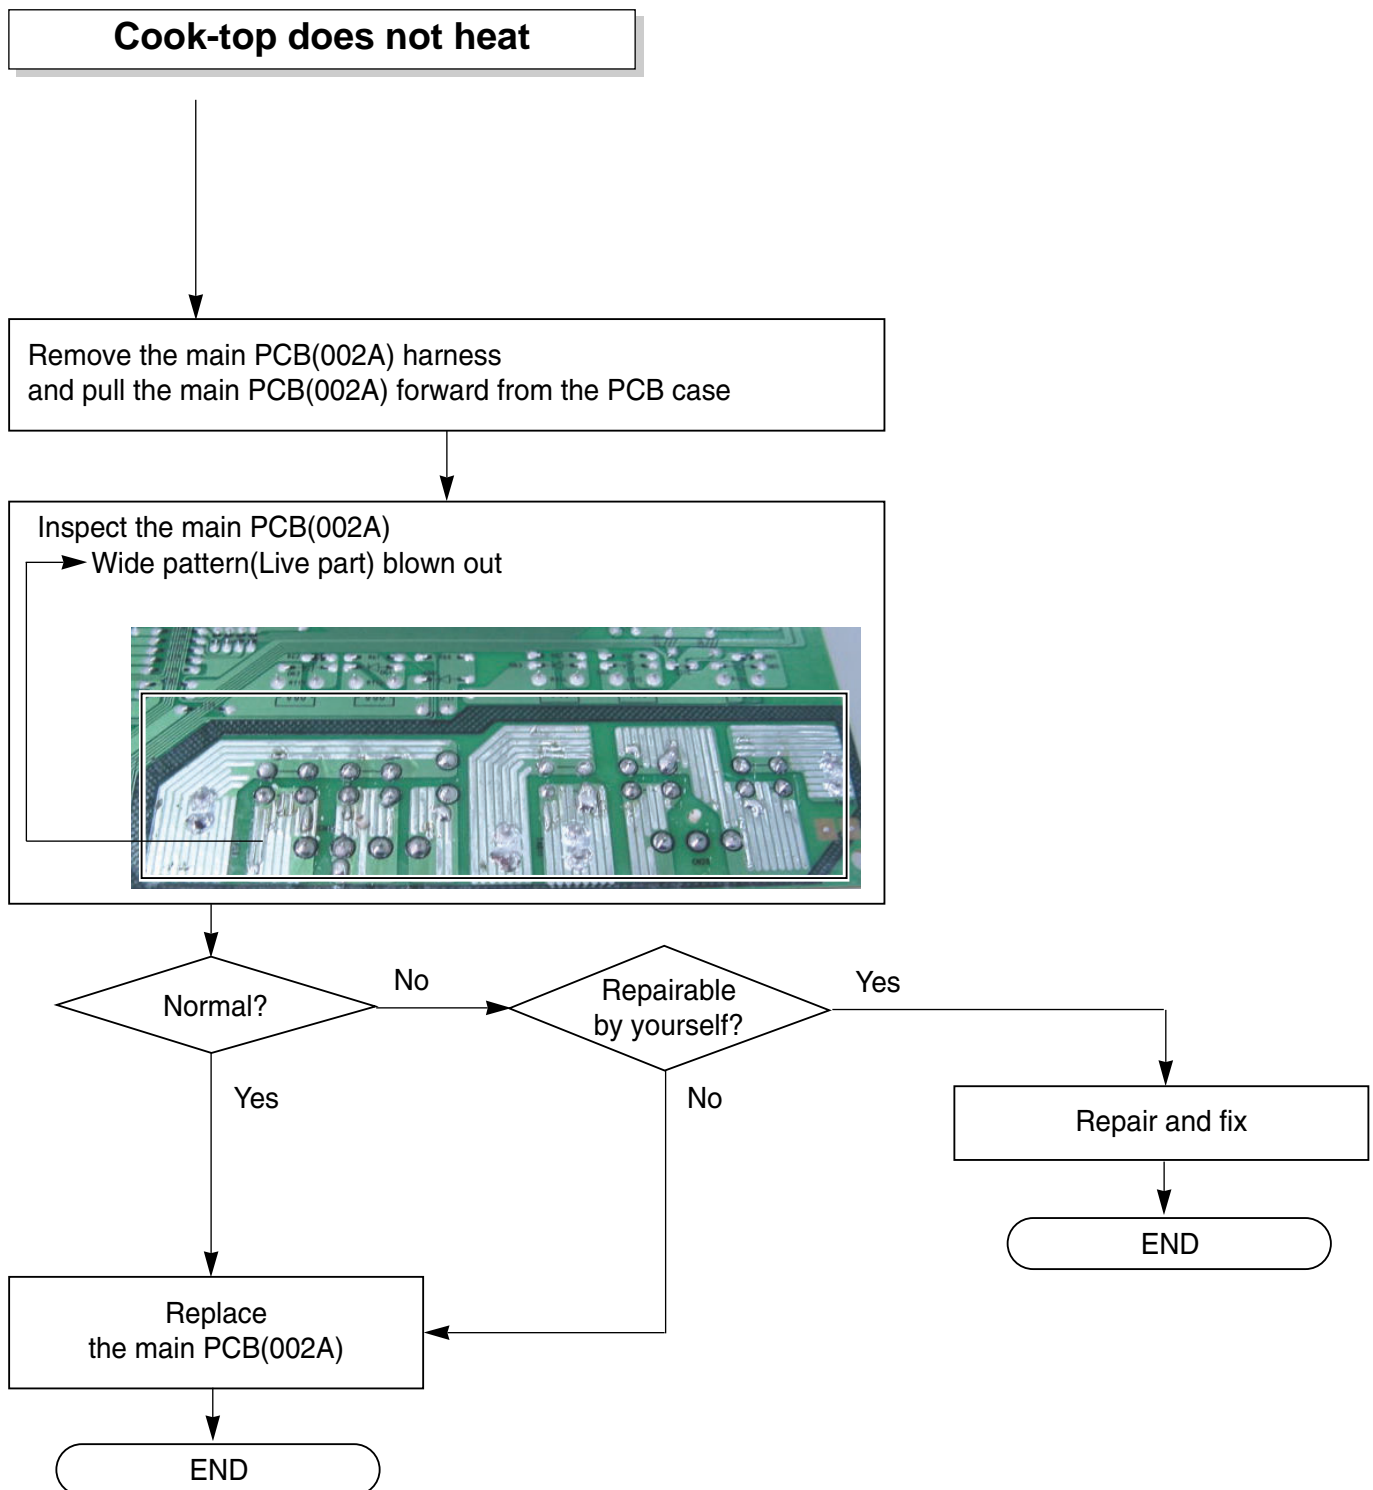 Cook-top does not heat
Remove the main PCB(002A) harness
and pull the main PCB(002A) forward from the PCB case
Inspect the main PCB(002A)
Wide pattern(Live part) blown out
Normal?
No
Repairable
by yourself?
Yes
Yes
No
Repair and fix
END
Replace
the main PCB(002A)
END